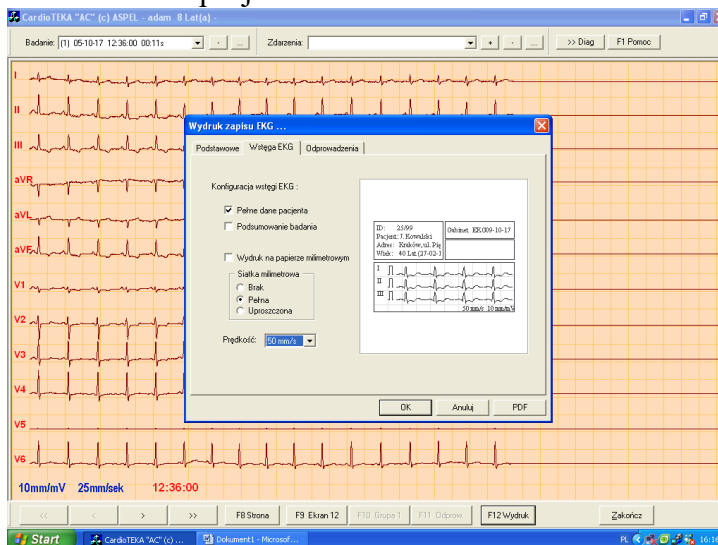 CardioTEKA "AC" (c) ASPEL - adam 8 Lat(a) -
Badanie: (1) 05-10-17 12:36:00 00:11s - ... Zdarzenia: + - ... >> Diag F1 Pomoc
I
II
III
aVR
aVL
aVF
V1
V2
V3
V4
V5
V6
10mm/mV 25mm/sek 12:36:00
Wydruk zapisu EKG ...
Podstawowe Wstęga EKG Odprowadzenia
Konfiguracja wstęgi EKG :
Pełne dane pacjenta
Podsumowanie badania
Wydruk na papierze milimetrowym
Siatka milimetrowa
Brak
Pełna
Uproszczona
Prędkość: 50 mm/s
ID: 25/99 Gabinet EKG09-10-17
Pacjent: J. Kowalski
Adres: Kraków, ul. Pię
Wiek: 40 Lat (27-02-1
I
II
III
50 mm/s 10 mm/mV
OK Anuluj PDF
<< < > >> F8 Strona F9 Ekran 12 F10 Grupa 1 F11 Odprow. F12 Wydruk Zakończ
Start CardioTEKA "AC" (c) ... Dokument1 - Microsof... PL 16:16